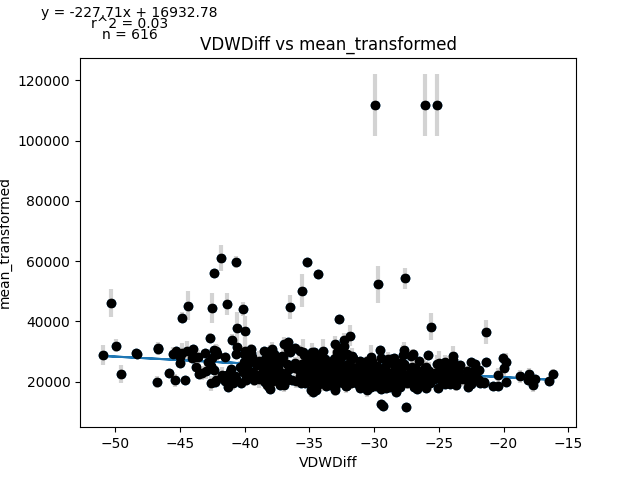 y = -227.71x + 16932.78
r^2 = 0.03
n = 616
VDWDiff vs mean_transformed
120000
100000
80000
60000
40000
20000
mean_transformed
−50 −45 −40 −35 −30 −25 −20 −15
VDWDiff